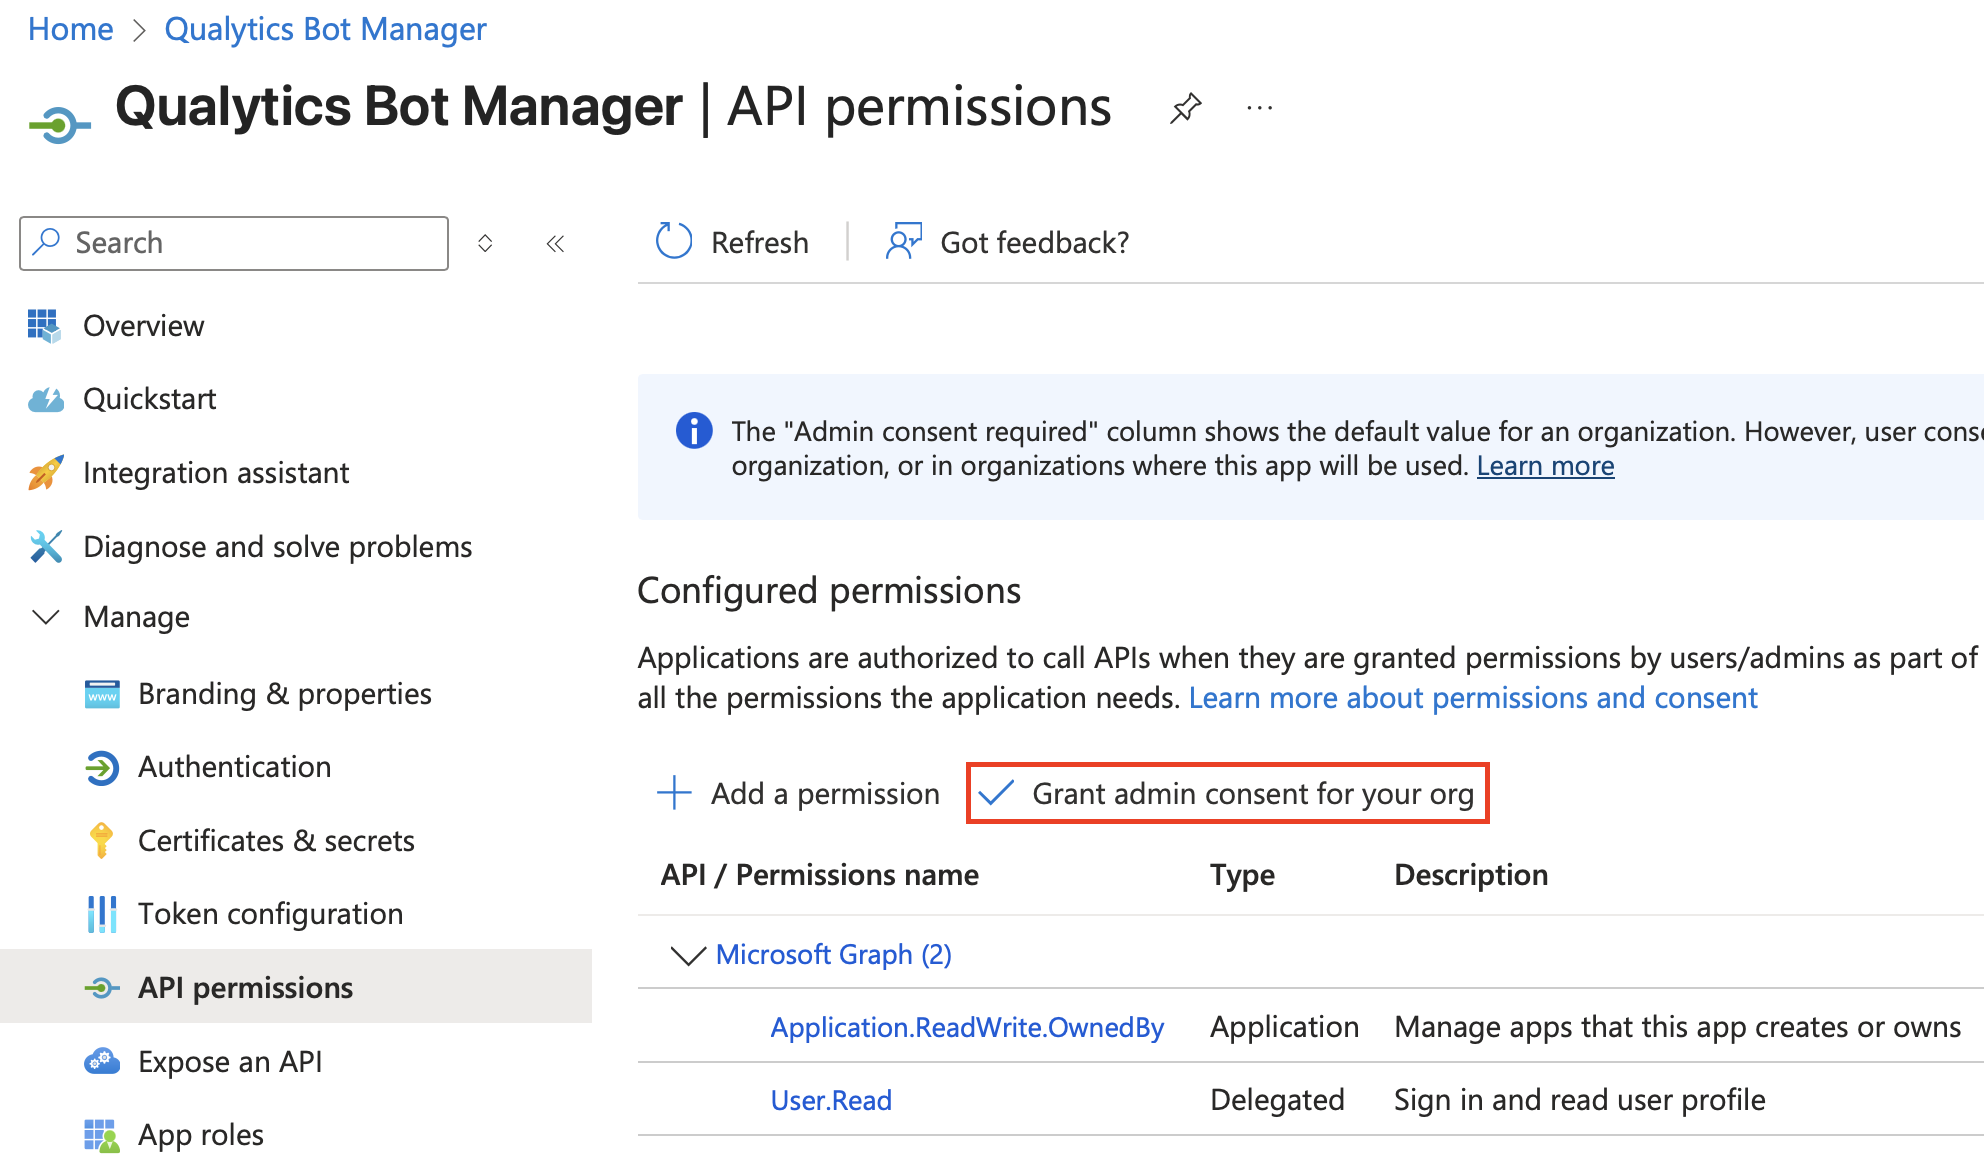 Home > Qualytics Bot Manager
Qualytics Bot Manager | API permissions ...
Search
Refresh
Got feedback?
Overview
Quickstart
Integration assistant
Diagnose and solve problems
Manage
Branding & properties
Authentication
Certificates & secrets
Token configuration
API permissions
Expose an API
App roles
The "Admin consent required" column shows the default value for an organization. However, user
organization, or in organizations where this app will be used. Learn more
Configured permissions
Applications are authorized to call APIs when they are granted permissions by users/admins as part of
all the permissions the application needs. Learn more about permissions and consent
Add a permission
Grant admin consent for your org
API / Permissions name Type Description
Microsoft Graph (2)
Application.ReadWrite.OwnedBy Application Manage apps that this app creates or owns
User.Read Delegated Sign in and read user profile